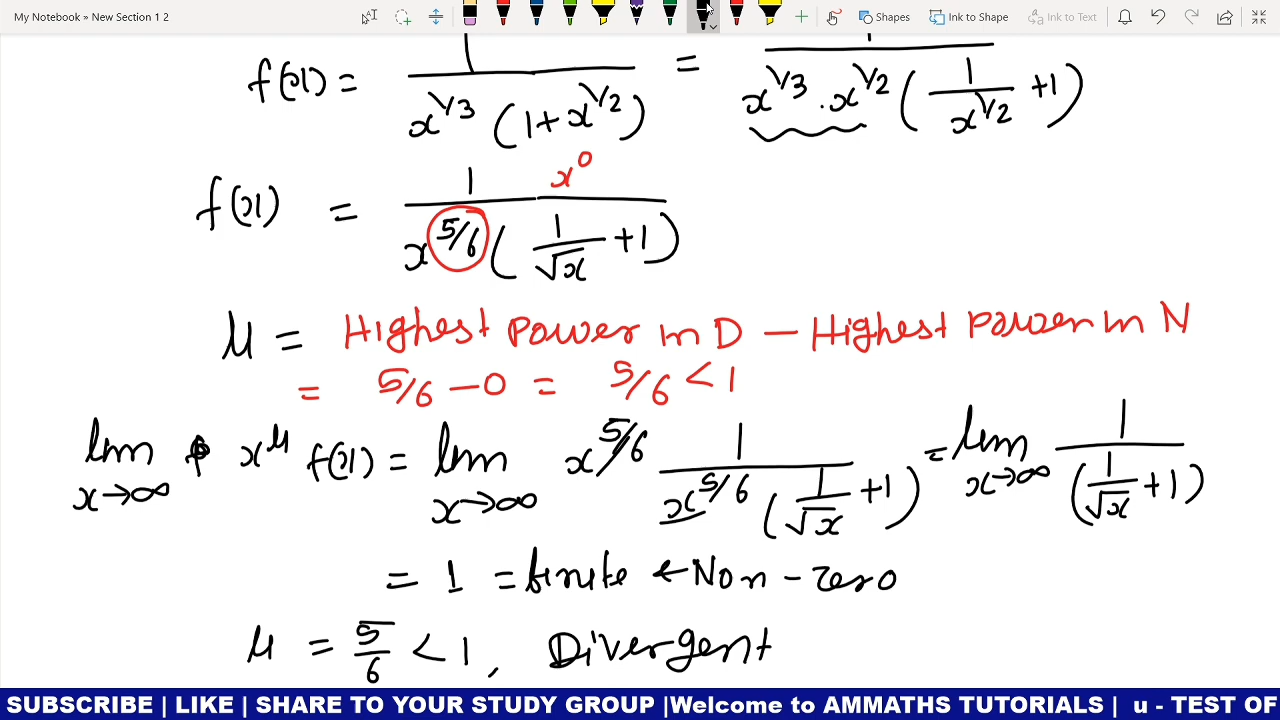 My Notebook » New Section 1 2
Shapes Ink to Shape Ink to Text
f(x) = 1/(x^1/3 (1+x^1/2)) = 1/(x^1/3 . x^1/2 (1/x^1/2 +1))
f(x) = 1 x^0/(x^5/6 (1/√x +1))
μ = Highest Power in D — Highest power in N
= 5/6 — 0 = 5/6 < 1
lim x→∞ x^μ f(x) = lim x→∞ x^5/6 1/(x^5/6 (1/√x +1)) = lim x→∞ 1/(1/√x +1)
= 1 = finite ← Non - Zero
μ = 5/6 < 1, Divergent
SUBSCRIBE | LIKE | SHARE TO YOUR STUDY GROUP |Welcome to AMMATHS TUTORIALS | u - TEST OF